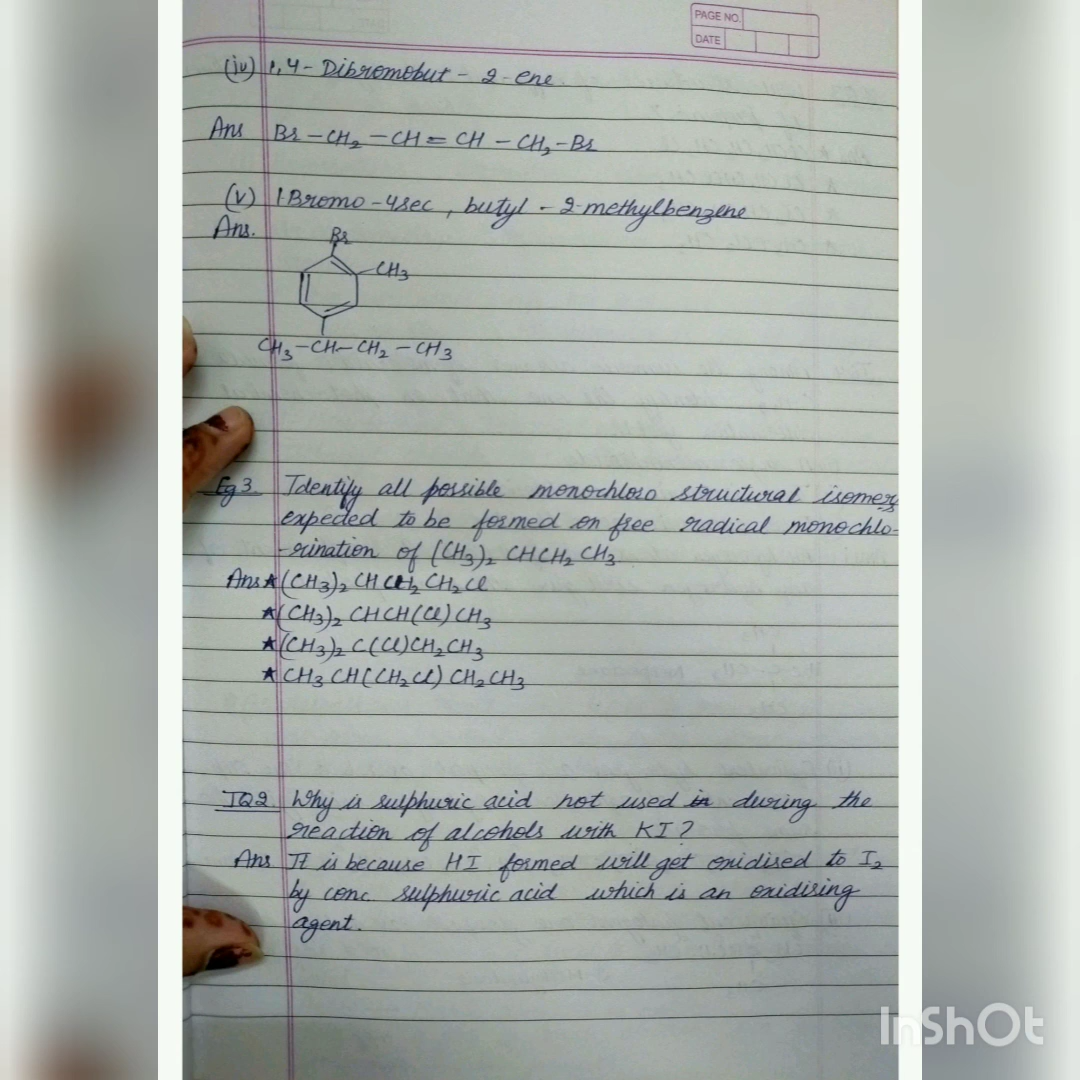 PAGE NO.
DATE
(iv) 1,4 - Dibromobut - 2 - ene.
Ans Br - CH₂ - CH = CH - CH₂ - Br
(v) 1Bromo - 4sec, butyl - 2-methylbenzene
Ans.
Br
CH₃
CH₃ - CH - CH₂ - CH₃
Eg 3. Identify all possible monochloro structural isomers
expected to be formed on free radical monochlo-
-rination of (CH₃)₂ CHCH₂ CH₃
Ans ★ (CH₃)₂ CH CH₂ CH₂ Cl
★ (CH₃)₂ CHCH(Cl) CH₃
★ (CH₃)₂ C(Cl)CH₂CH₃
★ CH₃ CH(CH₂Cl) CH₂CH₃
IQ2. Why is sulphuric acid not used in during the
reaction of alcohols with KI?
Ans It is because HI formed will get oxidised to I₂
by conc. sulphuric acid which is an oxidising
agent.
InShOt